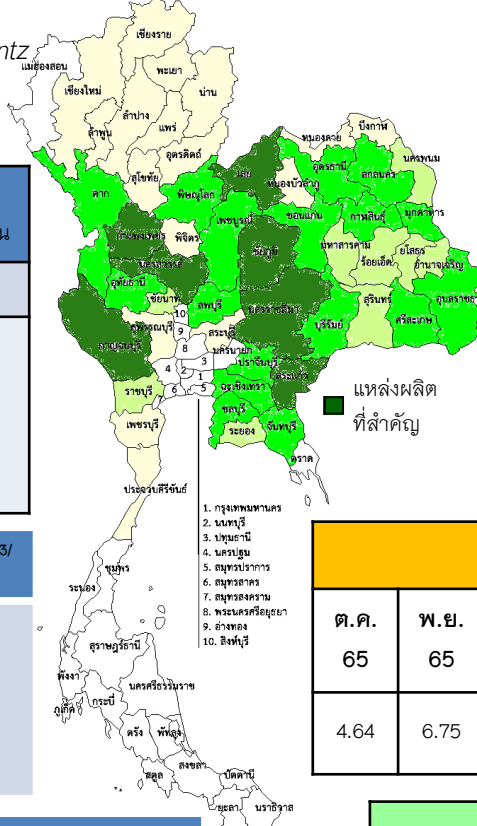 ntz
เชียงราย
แม่ฮ่องสอน
พะเยา
เชียงใหม่
น่าน
ลำปาง
ลำพูน
แพร่
อุตรดิตถ์
สุโขทัย
ตาก
พิษณุโลก
เลย
หนองคาย
บึงกาฬ
อุดรธานี
หนองบัวลำภู
สกลนคร
นครพนม
น
กำแพงเพชร
พิจิตร
เพชรบูรณ์
ขอนแก่น
กาฬสินธุ์
มุกดาหาร
นครสวรรค์
ชัยภูมิ
มหาสารคาม
ร้อยเอ็ด
ยโสธร
อำนาจเจริญ
อุทัยธานี
ชัยนาท
ลพบุรี
นครราชสีมา
บุรีรัมย์
สุรินทร์
ศรีสะเกษ
อุบลราชธา
กาญจนบุรี
สุพรรณบุรี
10
9
8
สระบุรี
นครนายก
3
4
2
1
6
5
7
ปราจีนบุรี
สระแก้ว
ฉะเชิงเทรา
ราชบุรี
ชลบุรี
ระยอง
จันทบุรี
ตราด
เพชรบุรี
ประจวบคีรีขันธ์
แหล่งผลิต
ที่สำคัญ
1. กรุงเทพมหานคร
2. นนทบุรี
3. ปทุมธานี
4. นครปฐม
5. สมุทรปราการ
6. สมุทรสาคร
7. สมุทรสงคราม
8. พระนครศรีอยุธยา
9. อ่างทอง
10. สิงห์บุรี
3/
ชุมพร
ระนอง
สุราษฎร์ธานี
พังงา
นครศรีธรรมราช
ภูเก็ต
กระบี่
ตรัง
พัทลุง
สงขลา
สตูล
ปัตตานี
ยะลา
นราธิวาส
ต.ค. พ.ย.
65 65
4.64 6.75